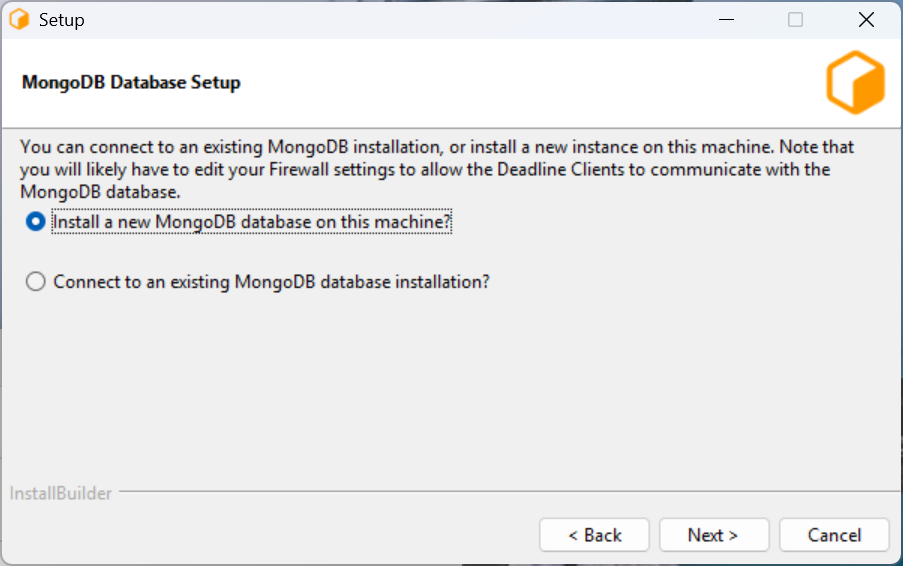 Setup
MongoDB Database Setup
You can connect to an existing MongoDB installation, or install a new instance on this machine. Note that
you will likely have to edit your Firewall settings to allow the Deadline Clients to communicate with the
MongoDB database.
Install a new MongoDB database on this machine?
Connect to an existing MongoDB database installation?
InstallBuilder
< Back
Next >
Cancel